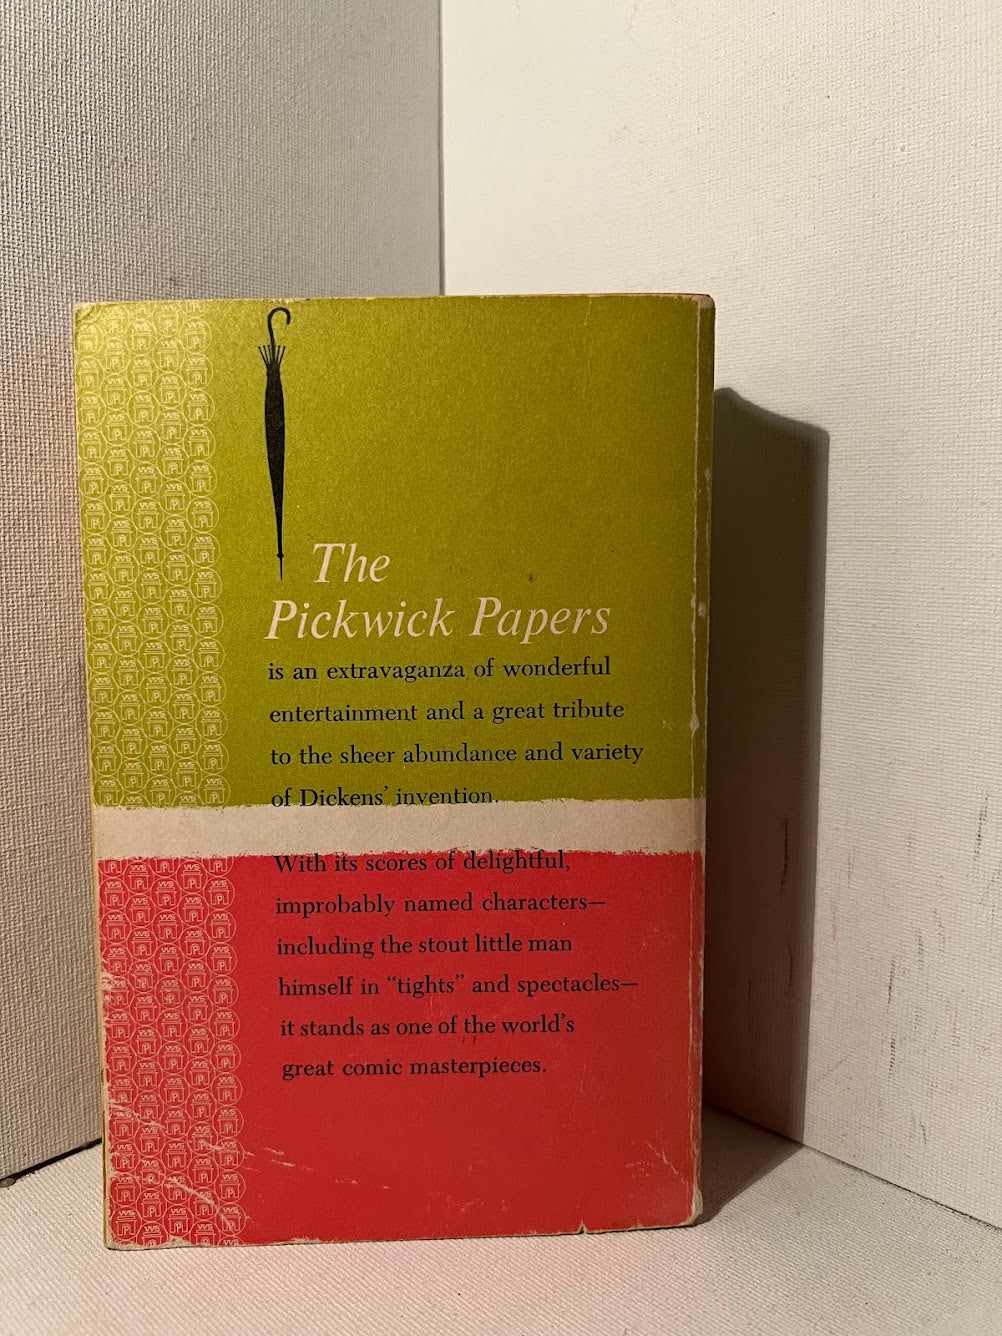 The
Pickwick Papers
is an extravaganza of wonderful
entertainment and a great tribute
to the sheer abundance and variety
of Dickens’ invention.
With its scores of delightful,
improbably named characters—
including the stout little man
himself in “tights” and spectacles—
it stands as one of the world’s
great comic masterpieces.